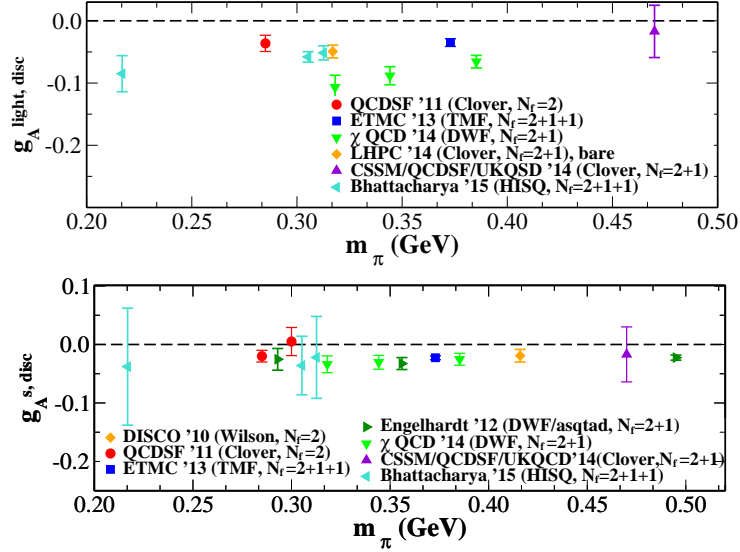 0.0
-0.1
-0.2
g_A^light, disc
QCDSF '11 (Clover, N_f=2)
ETMC '13 (TMF, N_f=2+1+1)
χ QCD '14 (DWF, N_f=2+1)
LHPC '14 (Clover, N_f=2+1), bare
CSSM/QCDSF/UKQSD '14 (Clover, N_f=2+1)
Bhattacharya '15 (HISQ, N_f=2+1+1)
0.20 0.25 0.30 0.35 0.40 0.45 0.50
m_π (GeV)
0.1
0.0
-0.1
-0.2
g_A^s, disc
DISCO '10 (Wilson, N_f=2)
QCDSF '11 (Clover, N_f=2)
ETMC '13 (TMF, N_f=2+1+1)
Engelhardt '12 (DWF/asqtad, N_f=2+1)
χ QCD '14 (DWF, N_f=2+1)
CSSM/QCDSF/UKQCD'14(Clover,N_f=2+1)
Bhattacharya '15 (HISQ, N_f=2+1+1)
0.20 0.25 0.30 0.35 0.40 0.45 0.50
m_π (GeV)